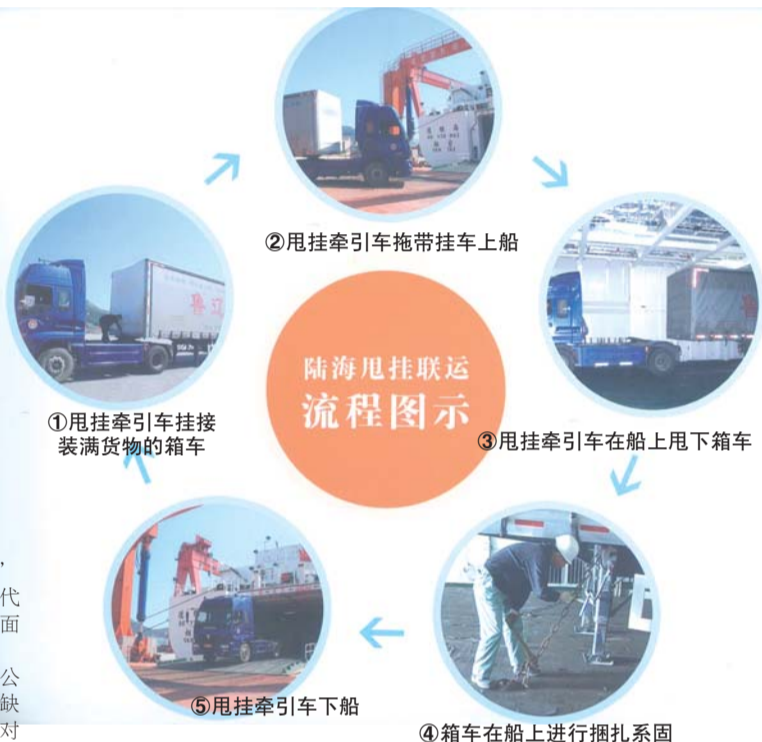 ②甩挂牵引车拖带挂车上船
陆海甩挂联运
流程图示
①甩挂牵引车挂接
装满货物的箱车
③甩挂牵引车在船上甩下箱车
⑤甩挂牵引车下船
④箱车在船上进行捆扎系固
，
代
面
公
缺
对